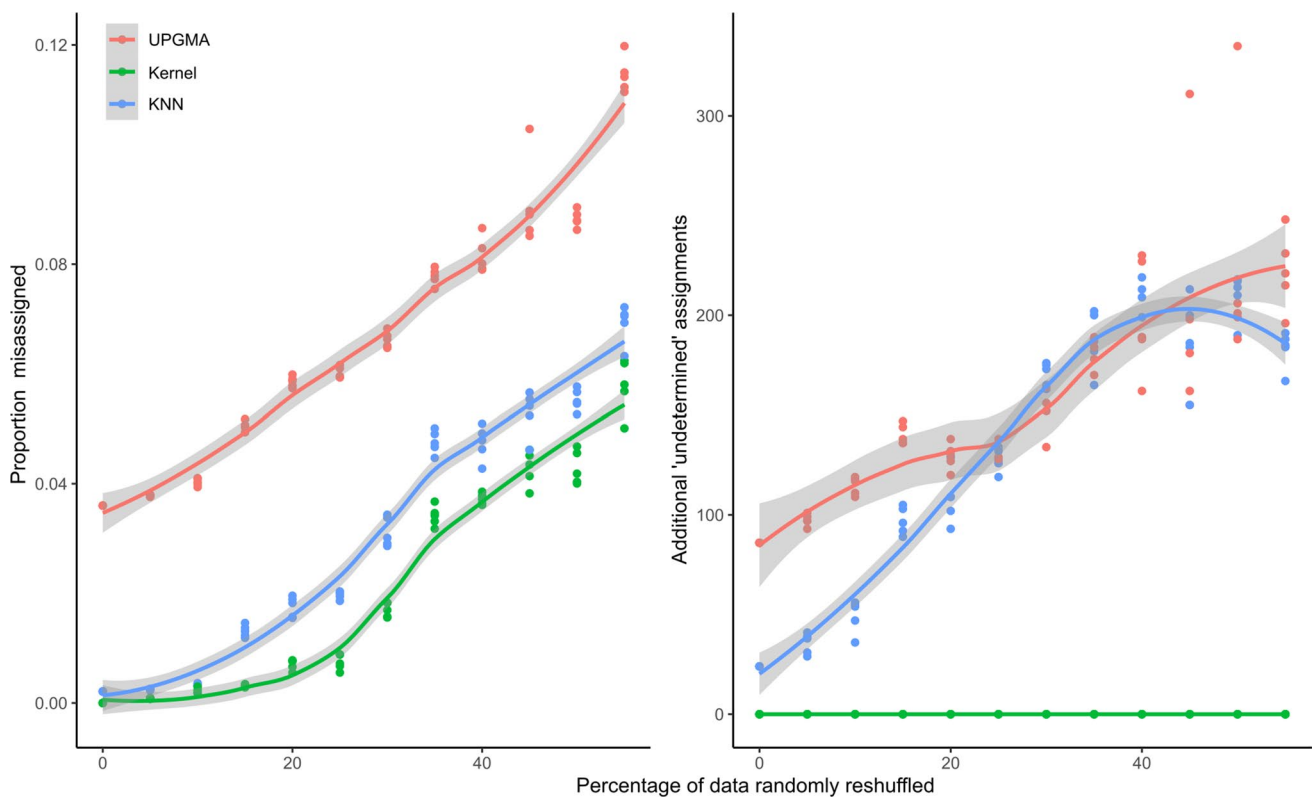 Proportion misassigned
0.12
0.08
0.04
0.00
UPGMA
Kernel
KNN
0
20
40
Additional 'undetermined' assignments
300
200
100
0
0
20
40
Percentage of data randomly reshuffled